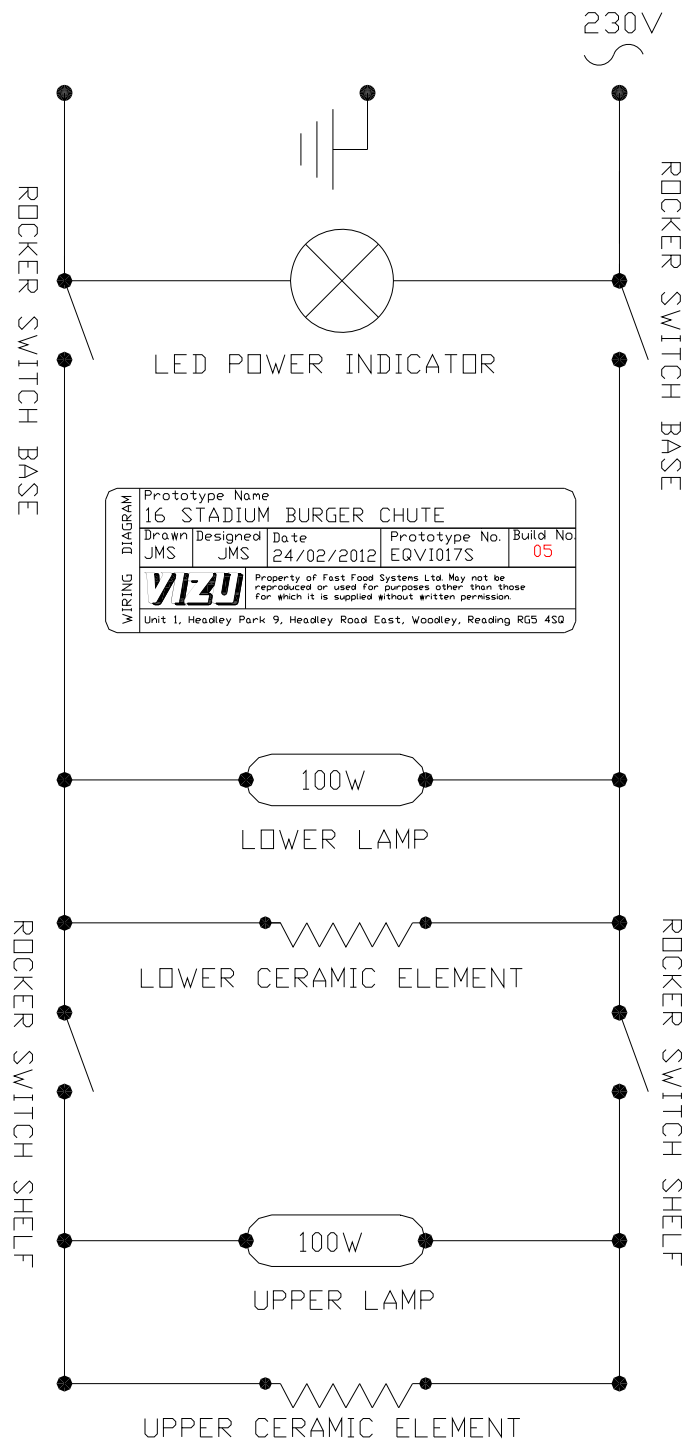 230V
ROCKER SWITCH BASE
ROCKER SWITCH BASE
LED POWER INDICATOR
WIRING DIAGRAM
Prototype Name
16 STADIUM BURGER CHUTE
Drawn Designed Date Prototype No. Build No.
JMS JMS 24/02/2012 EQVI017S 05
VIZU
Property of Fast Food Systems Ltd. May not be
reproduced or used for purposes other than those
for which it is supplied without written permission.
Unit 1, Headley Park 9, Headley Road East, Woodley, Reading RG5 4SQ
100W
LOWER LAMP
LOWER CERAMIC ELEMENT
ROCKER SWITCH SHELF
ROCKER SWITCH SHELF
100W
UPPER LAMP
UPPER CERAMIC ELEMENT